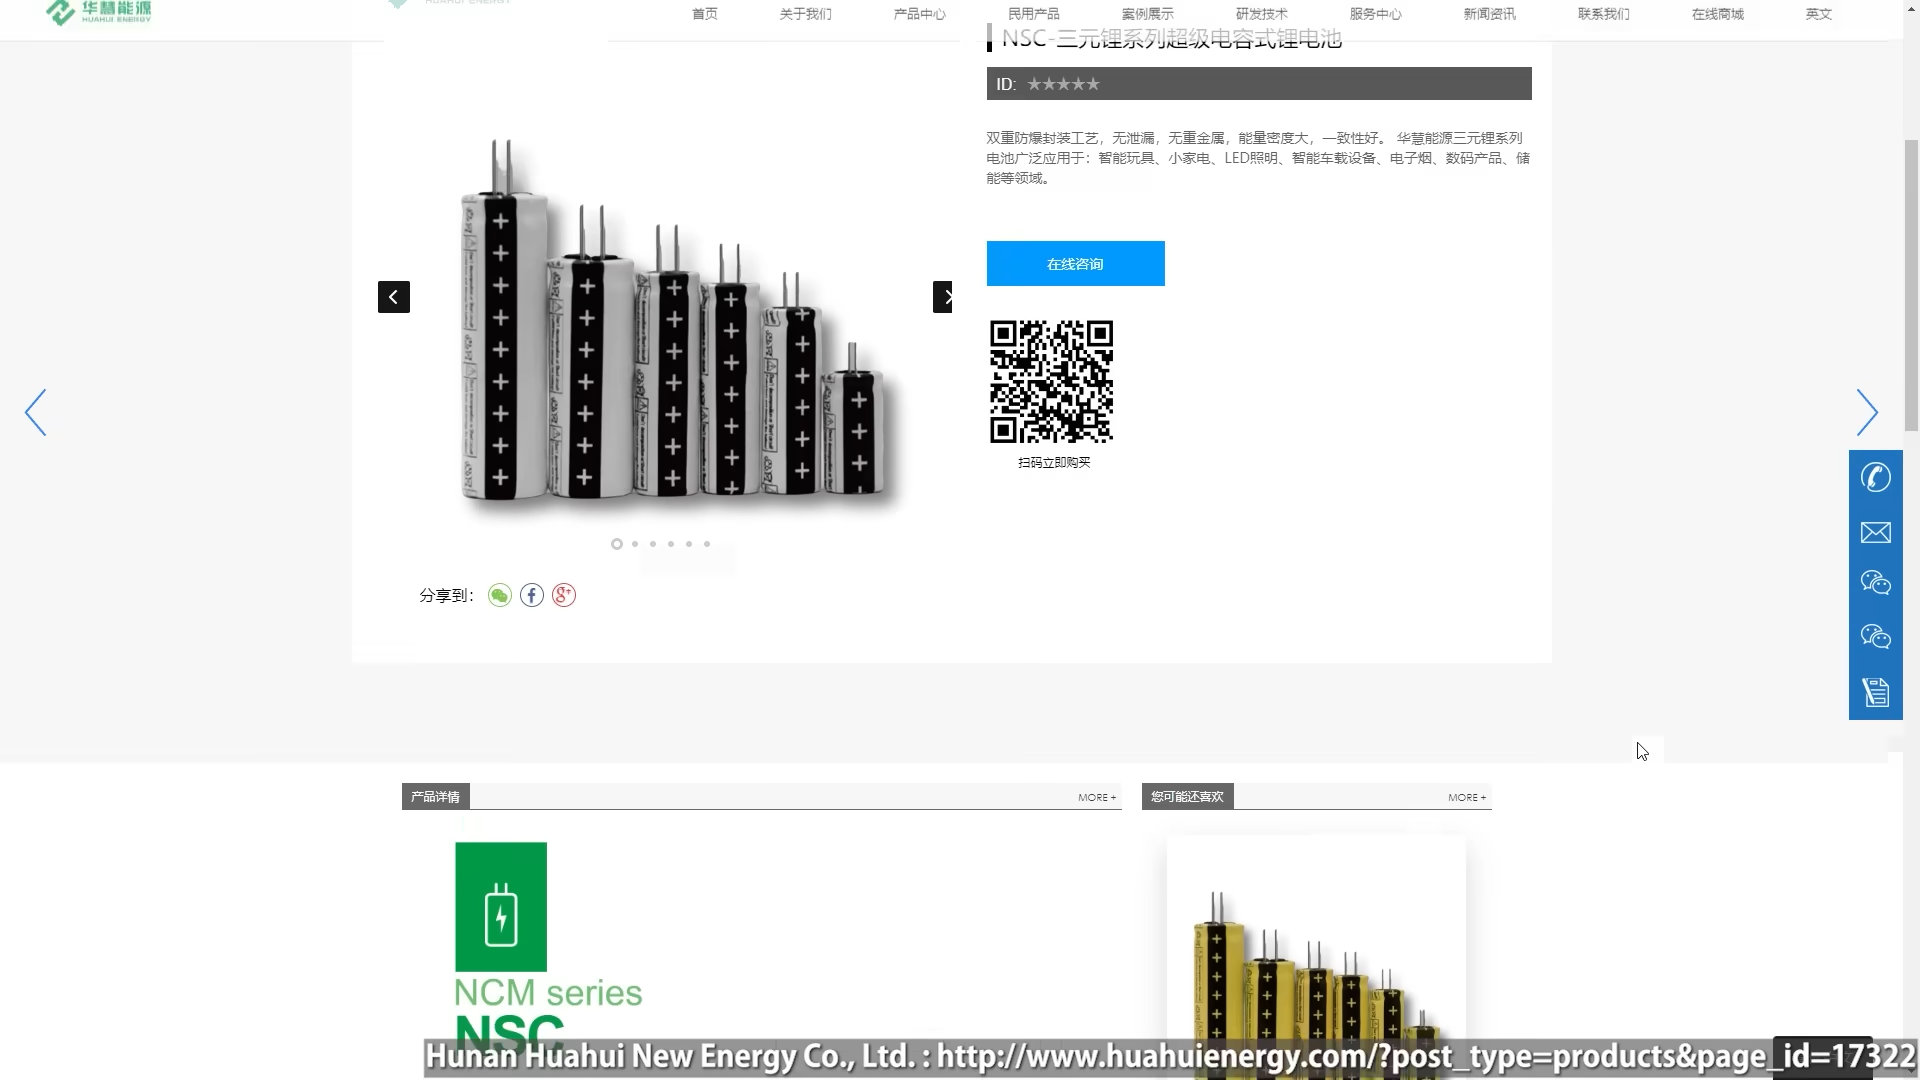 华慧能源
HUAHUI ENERGY
HUAHUI ENERGY
首页 关于我们 产品中心 民用产品 案例展示 研发技术 服务中心 新闻资讯 联系我们 在线商城 英文
NSC-三元锂系列超级电容式锂电池
ID: ★★★★★
双重防爆封装工艺，无泄漏，无重金属，能量密度大，一致性好。 华慧能源三元锂系列
电池广泛应用于：智能玩具、小家电、LED照明、智能车载设备、电子烟、数码产品、储
能等领域。
在线咨询
扫码立即购买
分享到：
产品详情 MORE +
您可能还喜欢 MORE +
NCM series
NSC
Hunan Huahui New Energy Co., Ltd. : http://www.huahuienergy.com/?post_type=products&page_id=17322